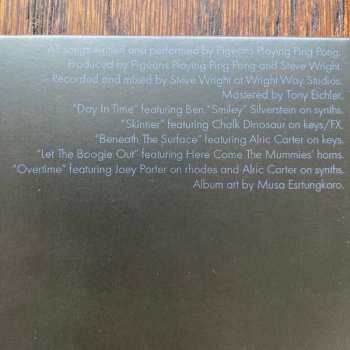 All songs written and performed by Pigeons Playing Ping Pong.
Produced by Pigeons Playing Ping Pong and Steve Wright.
Recorded and mixed by Steve Wright at Wright Way Studios.
Mastered by Tony Eichler.
"Day In Time" featuring Ben "Smiley" Silverstein on synths.
"Skinner" featuring Chalk Dinosaur on keys/FX.
"Beneath The Surface" featuring Alric Carter on keys.
"Let The Boogie Out" featuring Here Come The Mummies' horns.
"Overtime" featuring Joey Porter on rhodes and Alric Carter on synths.
Album art by Musa Esrtungkoro.